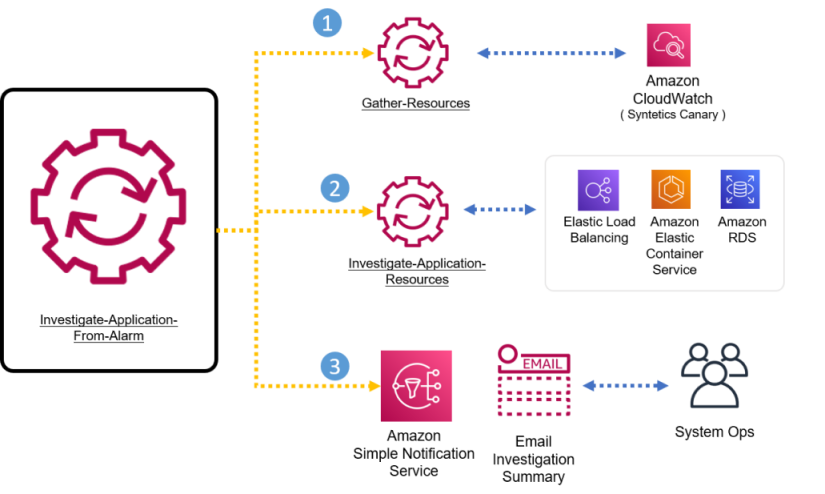 1
Gather-Resources
Amazon
CloudWatch
( Syntetics Canary )
Investigate-Application-
From-Alarm
2
Investigate-Application-
Resources
Elastic Load
Balancing
Amazon
Elastic
Container
Service
Amazon
RDS
3
Amazon
Simple Notification
Service
EMAIL
Email
Investigation
Summary
System Ops